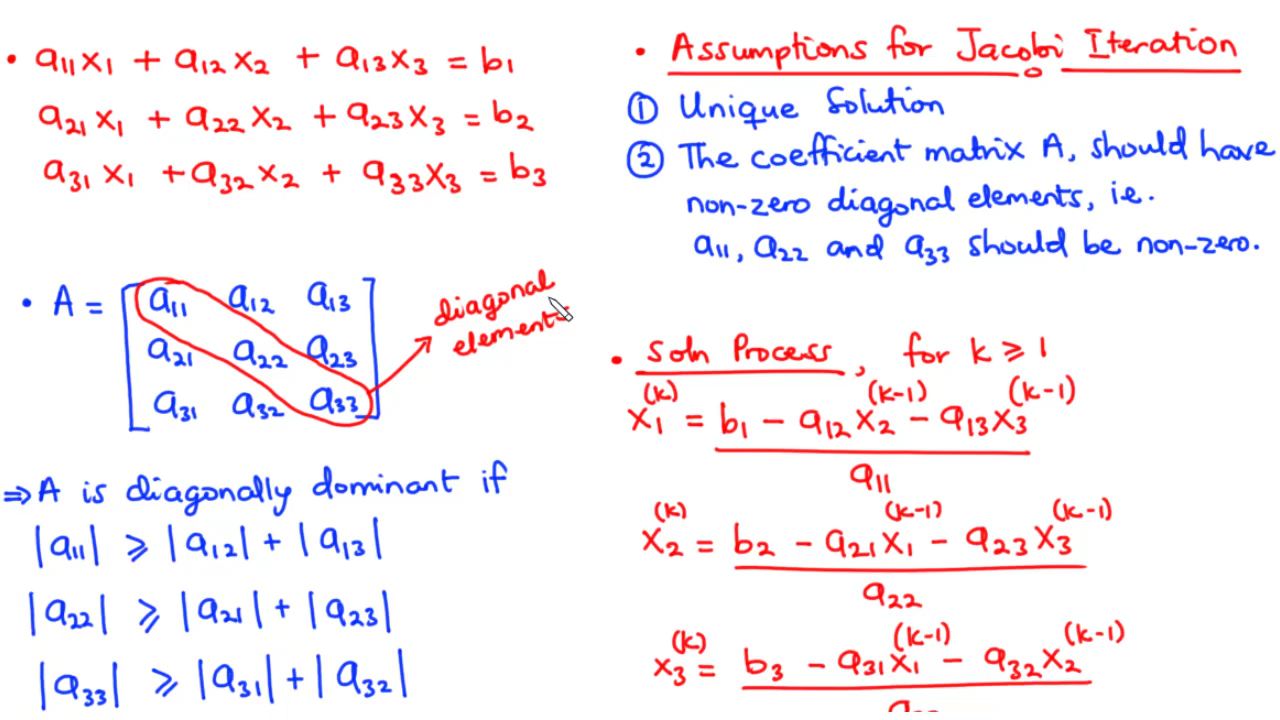 • a₁₁x₁ + a₁₂x₂ + a₁₃x₃ = b₁
a₂₁x₁ + a₂₂x₂ + a₂₃x₃ = b₂
a₃₁x₁ + a₃₂x₂ + a₃₃x₃ = b₃
• A = [a₁₁ a₁₂ a₁₃
a₂₁ a₂₂ a₂₃
a₃₁ a₃₂ a₃₃]
diagonal
elements
⇒ A is diagonally dominant if
|a₁₁| ⩾ |a₁₂| + |a₁₃|
|a₂₂| ⩾ |a₂₁| + |a₂₃|
|a₃₃| ⩾ |a₃₁| + |a₃₂|
• Assumptions for Jacobi Iteration
① Unique Solution
② The coefficient matrix A, should have
non-zero diagonal elements, i.e.
a₁₁, a₂₂ and a₃₃ should be non-zero.
• Soln Process, for k ⩾ 1
x₁⁽ᵏ⁾ = b₁ − a₁₂x₂⁽ᵏ⁻¹⁾ − a₁₃x₃⁽ᵏ⁻¹⁾
a₁₁
x₂⁽ᵏ⁾ = b₂ − a₂₁x₁⁽ᵏ⁻¹⁾ − a₂₃x₃⁽ᵏ⁻¹⁾
a₂₂
x₃⁽ᵏ⁾ = b₃ − a₃₁x₁⁽ᵏ⁻¹⁾ − a₃₂x₂⁽ᵏ⁻¹⁾